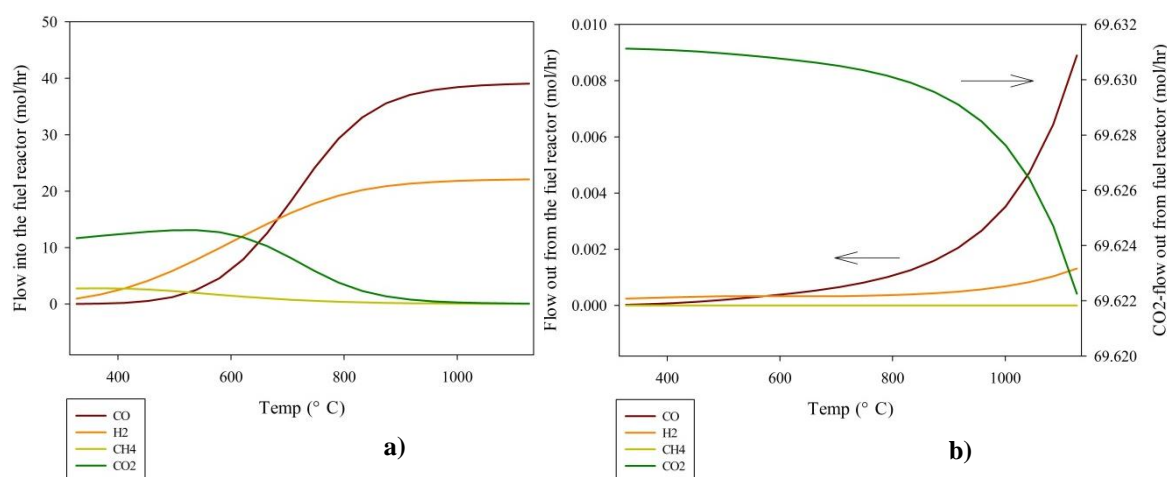 Flow into the fuel reactor (mol/hr)
50
40
30
20
10
0
400
600
800
1000
Temp (° C)
CO
H2
CH4
CO2
a)
Flow out from the fuel reactor (mol/hr)
0.010
0.008
0.006
0.004
0.002
0.000
400
600
800
1000
Temp (° C)
69.632
69.630
69.628
69.626
69.624
69.622
69.620
CO2-flow out from fuel reactor (mol/hr)
CO
H2
CH4
CO2
b)